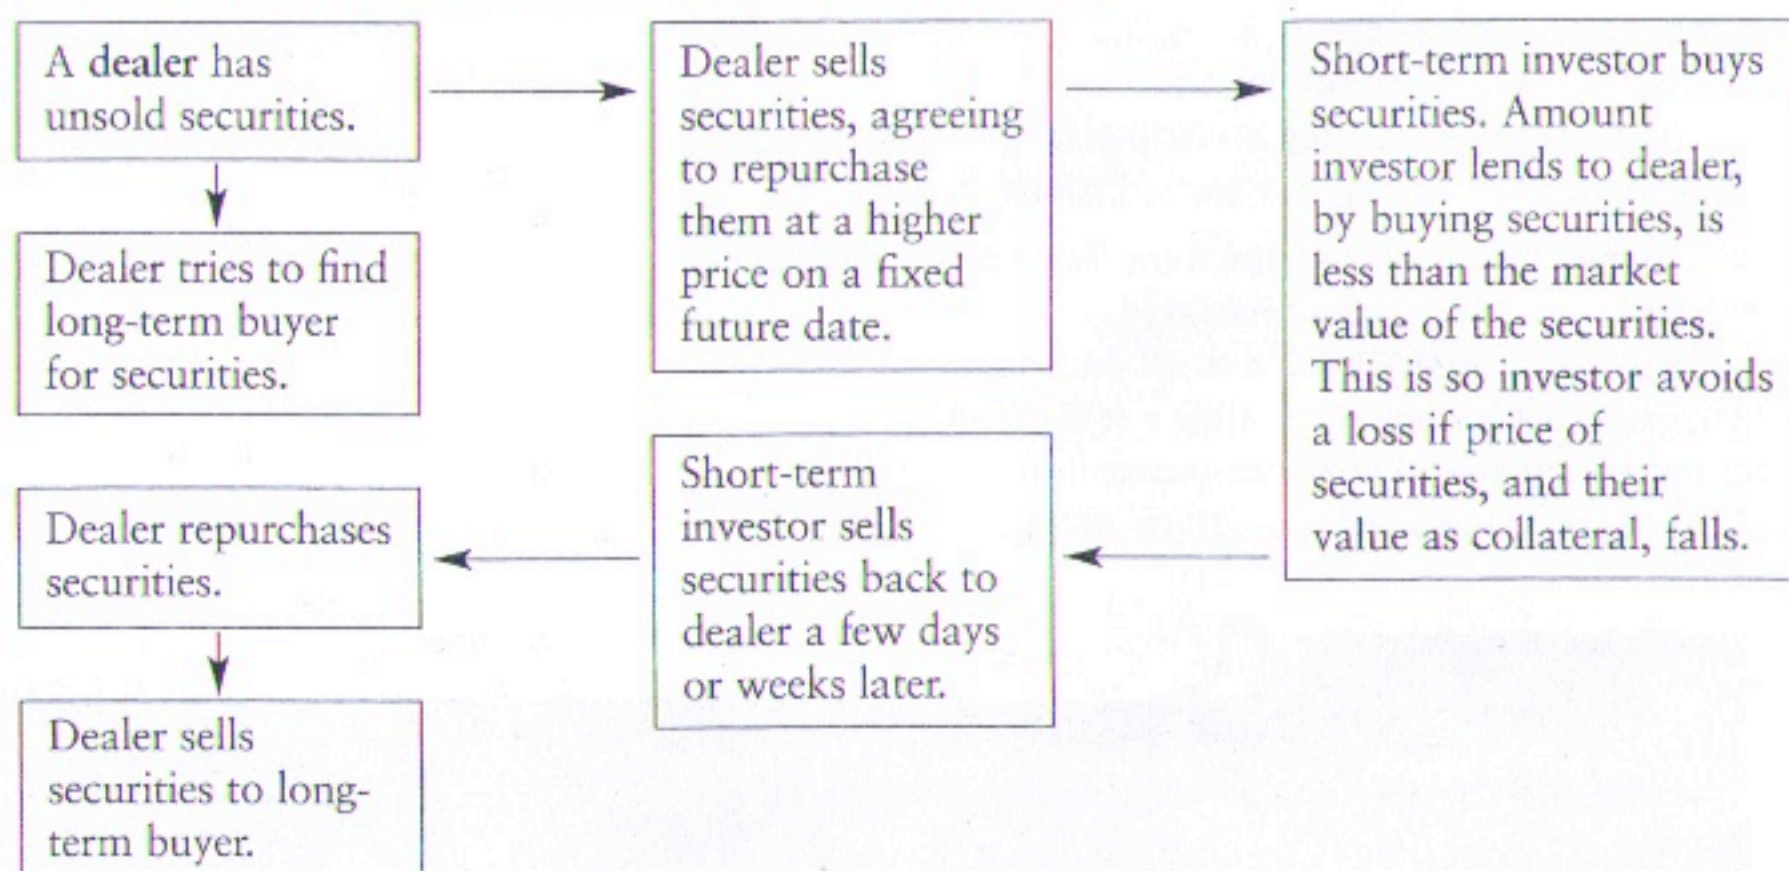 A dealer has
unsold securities.
Dealer tries to find
long-term buyer
for securities.
Dealer sells
securities, agreeing
to repurchase
them at a higher
price on a fixed
future date.
Short-term investor buys
securities. Amount
investor lends to dealer,
by buying securities, is
less than the market
value of the securities.
This is so investor avoids
a loss if price of
securities, and their
value as collateral, falls.
Short-term
investor sells
securities back to
dealer a few days
or weeks later.
Dealer repurchases
securities.
Dealer sells
securities to long-
term buyer.